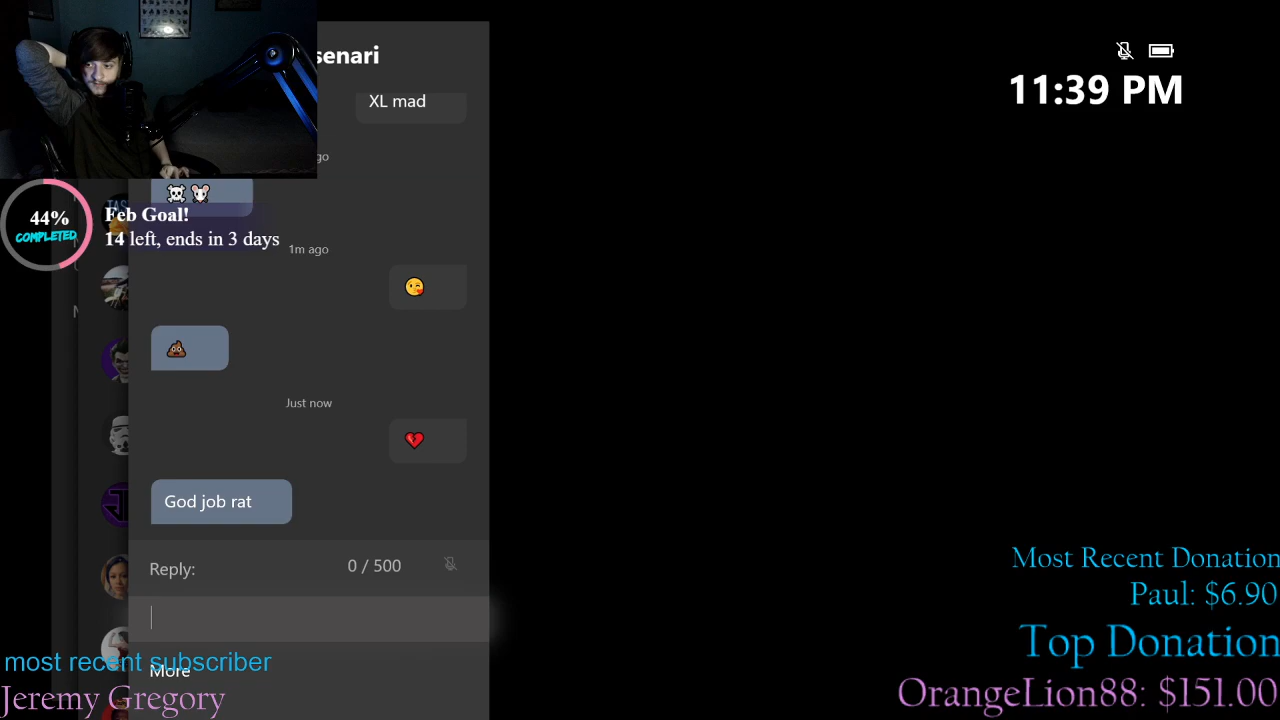 senari
XL mad
go
11:39 PM
44%
COMPLETED
Feb Goal!
14 left, ends in 3 days
1m ago
Just now
God job rat
Reply:
0 / 500
More
most recent subscriber
Jeremy Gregory
Most Recent Donation
Paul: $6.90
Top Donation
OrangeLion88: $151.00